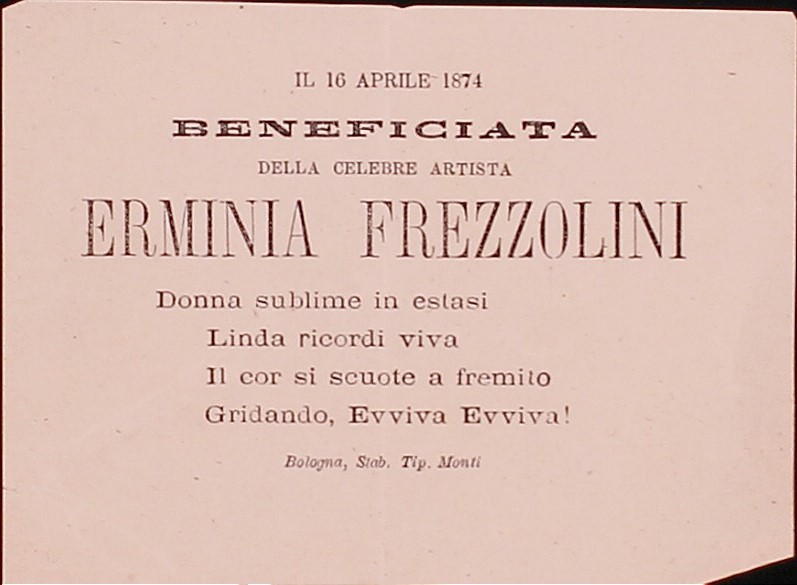 IL 16 APRILE 1874
BENEFICIATA
DELLA CELEBRE ARTISTA
ERMINIA FREZZOLINI
Donna sublime in estasi
Linda ricordi viva
Il cor si scuote a fremito
Gridando, Evviva Evviva!
Bologna, Stab. Tip. Monti